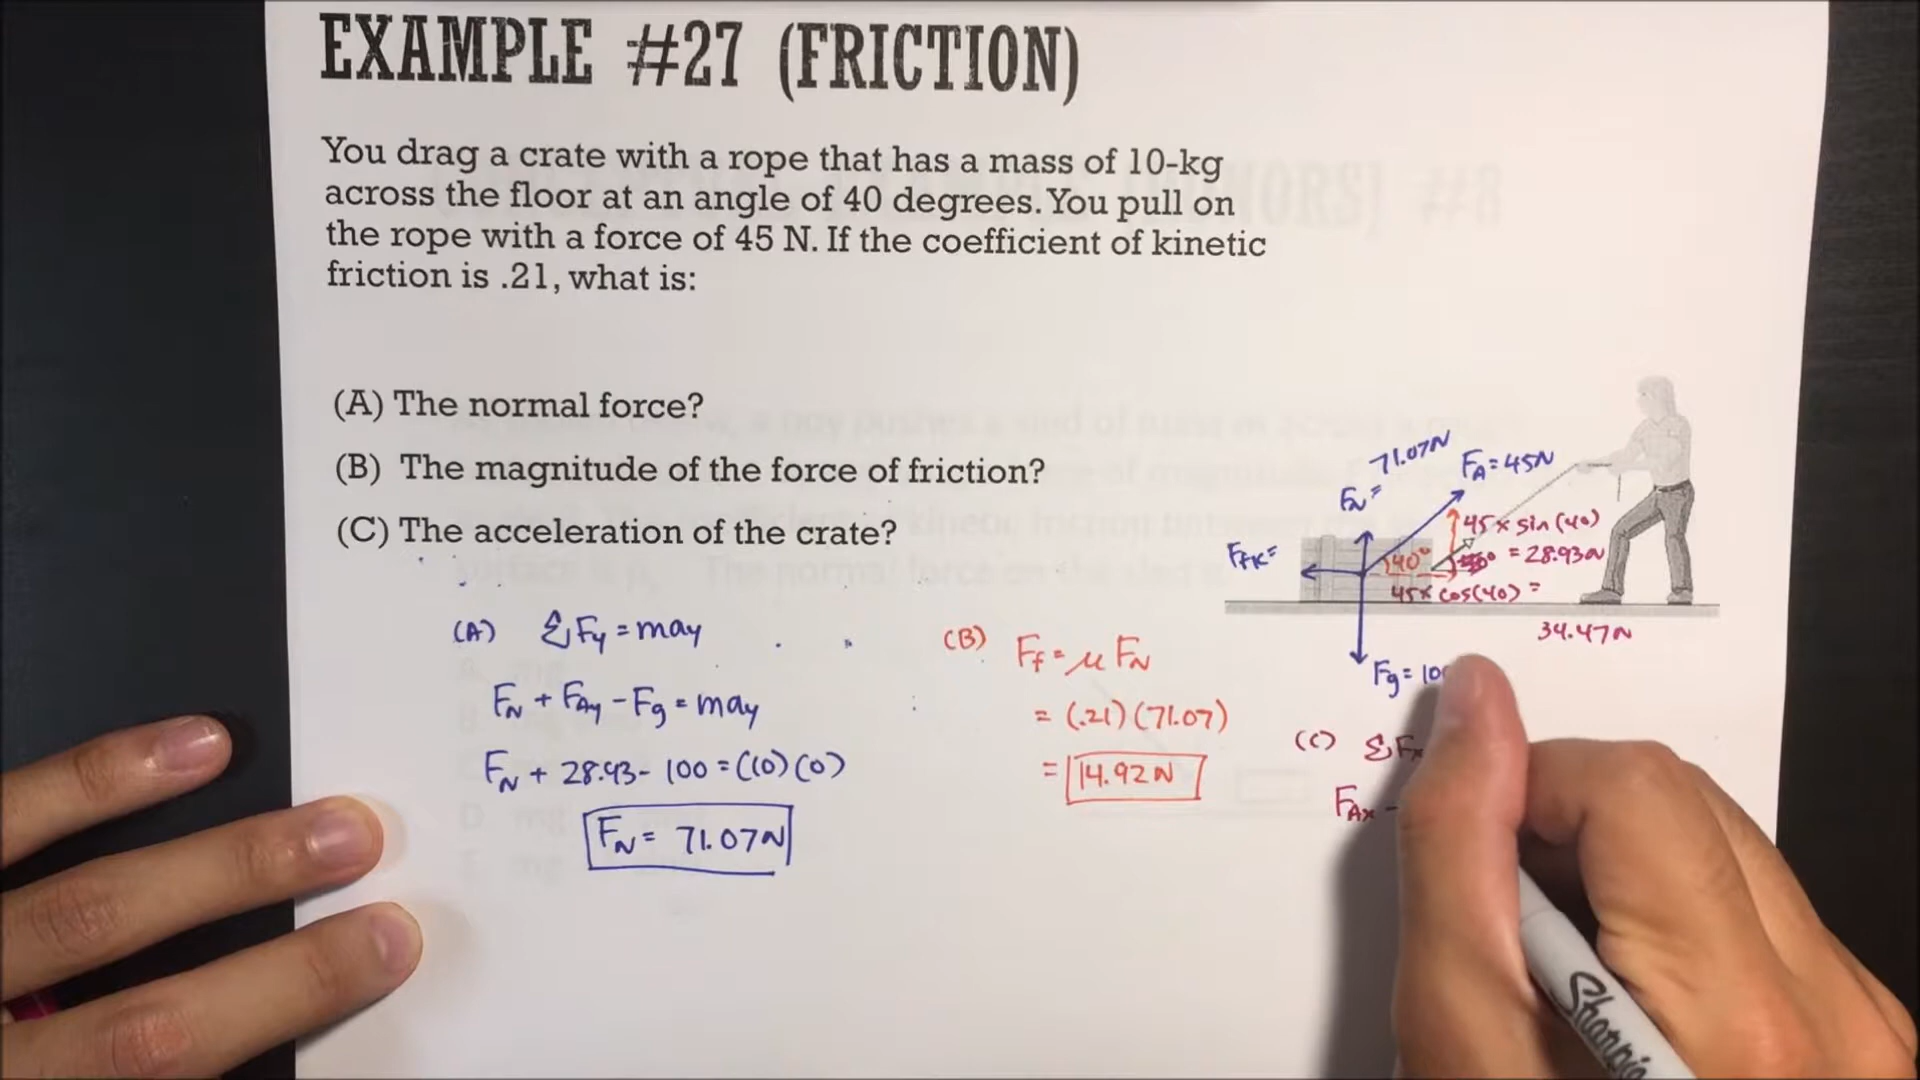 EXAMPLE #27 (FRICTION)
You drag a crate with a rope that has a mass of 10-kg
across the floor at an angle of 40 degrees. You pull on
the rope with a force of 45 N. If the coefficient of kinetic
friction is .21, what is:
(A) The normal force?
(B) The magnitude of the force of friction?
(C) The acceleration of the crate?
71.07N
FN =
FA = 45N
45 x sin (40)
= 28.93N
40°
FfK =
45 x cos(40) =
34.47N
Fg = 100
(A) ΣFy = may
FN + FAy - Fg = may
FN + 28.93 - 100 = (10)(0)
FN = 71.07N
(B) Ff = μ FN
= (.21)(71.07)
= 14.92N
(C) ΣFx
FAx -
Sharpie